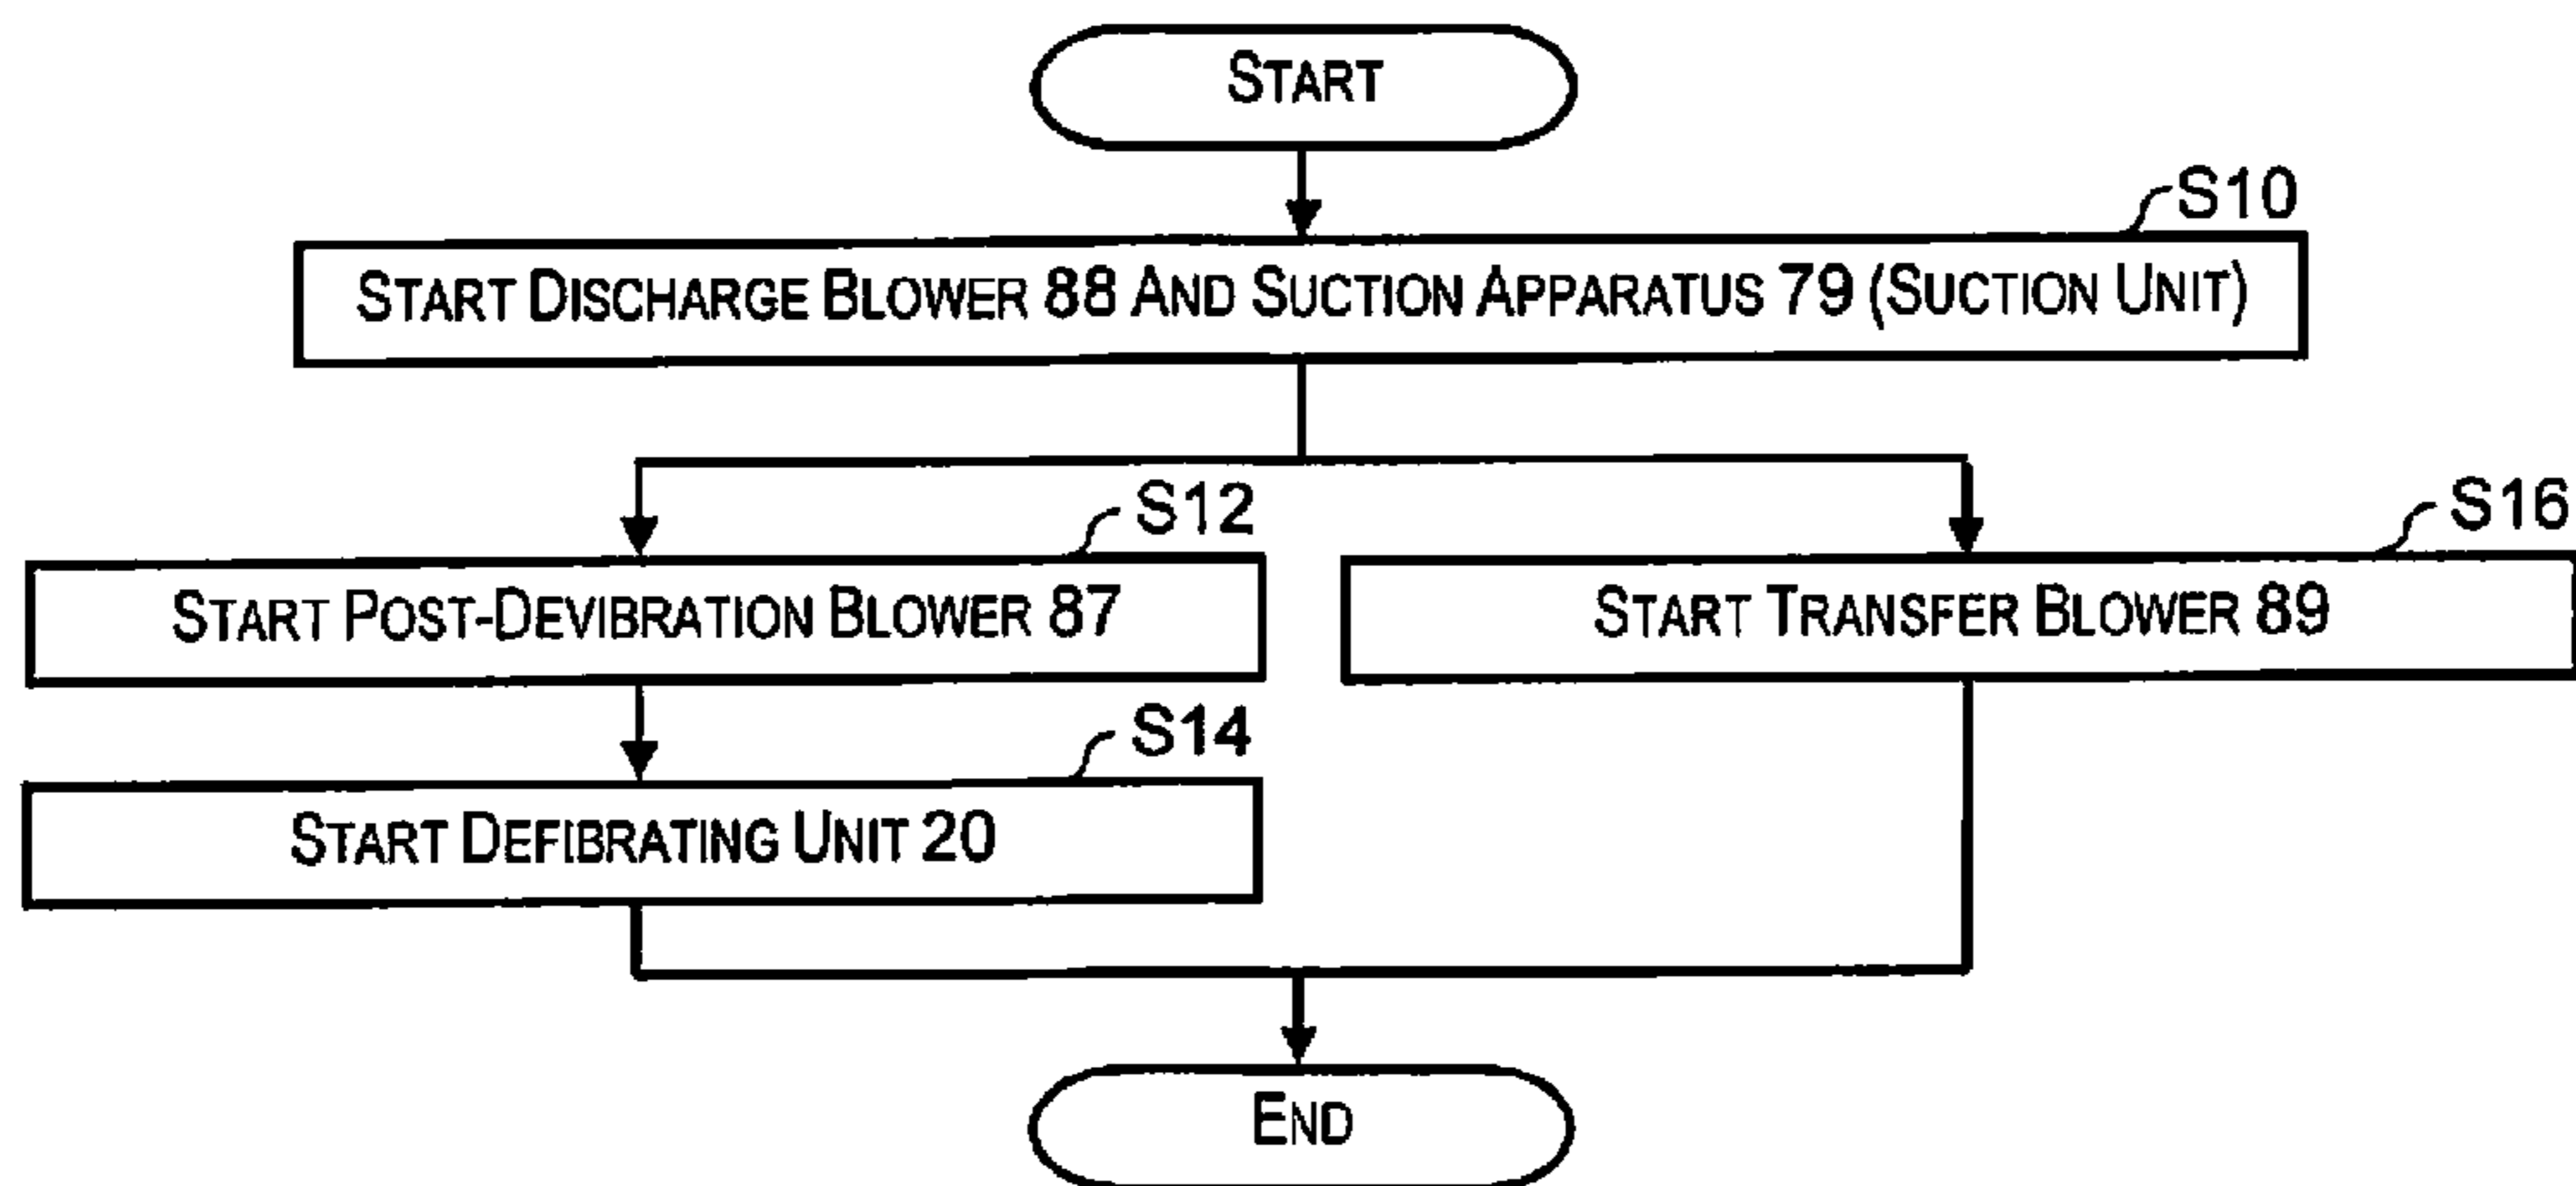 START
S10
START DISCHARGE BLOWER 88 AND SUCTION APPARATUS 79 (SUCTION UNIT)
S12
START POST-DEVIBRATION BLOWER 87
S16
START TRANSFER BLOWER 89
S14
START DEFIBRATING UNIT 20
END